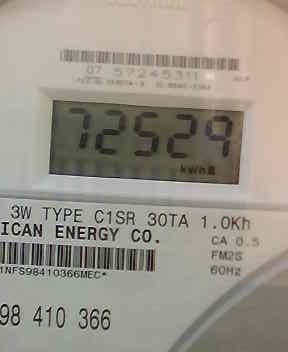 07 57245311
72529
kwh
3W TYPE C1SR 30TA 1.0Kh
ICAN ENERGY CO.
CA 0.5
FM2S
60Hz
1NFS98410366MEC*
98 410 366